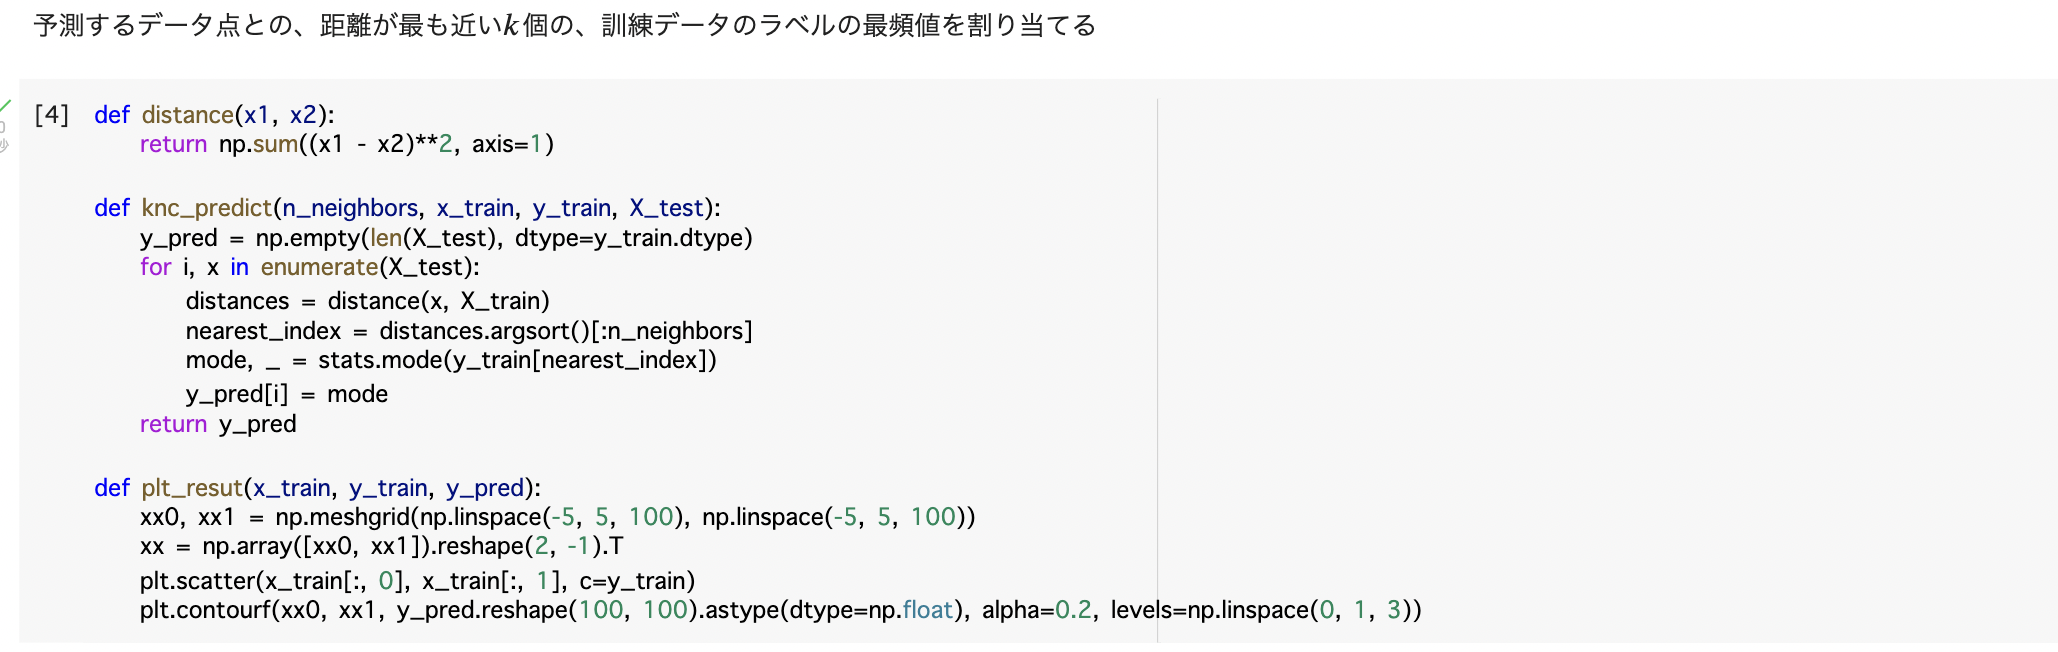 予測するデータ点との、距離が最も近いk個の、訓練データのラベルの最頻値を割り当てる
[4] def distance(x1, x2):
0
秒
return np.sum((x1 - x2)**2, axis=1)
def knc_predict(n_neighbors, x_train, y_train, X_test):
y_pred = np.empty(len(X_test), dtype=y_train.dtype)
for i, x in enumerate(X_test):
distances = distance(x, X_train)
nearest_index = distances.argsort()[:n_neighbors]
mode, _ = stats.mode(y_train[nearest_index])
y_pred[i] = mode
return y_pred
def plt_resut(x_train, y_train, y_pred):
xx0, xx1 = np.meshgrid(np.linspace(-5, 5, 100), np.linspace(-5, 5, 100))
xx = np.array([xx0, xx1]).reshape(2, -1).T
plt.scatter(x_train[:, 0], x_train[:, 1], c=y_train)
plt.contourf(xx0, xx1, y_pred.reshape(100, 100).astype(dtype=np.float), alpha=0.2, levels=np.linspace(0, 1, 3))